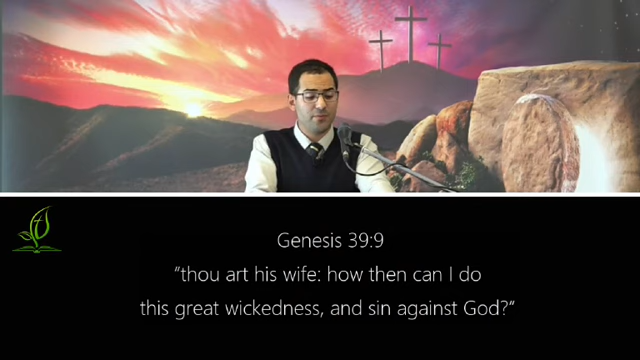 Genesis 39:9
“thou art his wife: how then can I do
this great wickedness, and sin against God?”